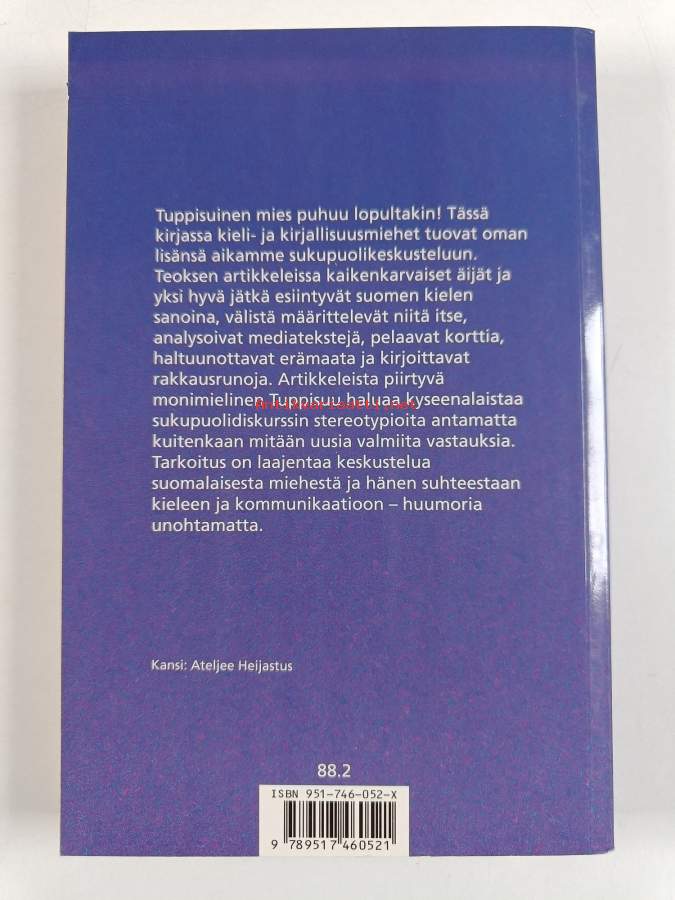 Tuppisuinen mies puhuu lopultakin! Tässä
kirjassa kieli- ja kirjallisuusmiehet tuovat oman
lisänsä aikamme sukupuolikeskusteluun.
Teoksen artikkeleissa kaikenkarvaiset äijät ja
yksi hyvä jätkä esiintyvät suomen kielen
sanoina, välistä määrittelevät niitä itse,
analysoivat mediatekstejä, pelaavat korttia,
haltuunottavat erämaata ja kirjoittavat
rakkausrunoja. Artikkeleista piirtyvä
monimielinen Tuppisuu haluaa kyseenalaistaa
Antikvariaatti.net
sukupuolidiskurssin stereotypioita antamatta
kuitenkaan mitään uusia valmiita vastauksia.
Tarkoitus on laajentaa keskustelua
suomalaisesta miehestä ja hänen suhteestaan
kieleen ja kommunikaatioon – huumoria
unohtamatta.
Kansi: Ateljee Heijastus
88.2
ISBN 951-746-052-X
9 789517 460521